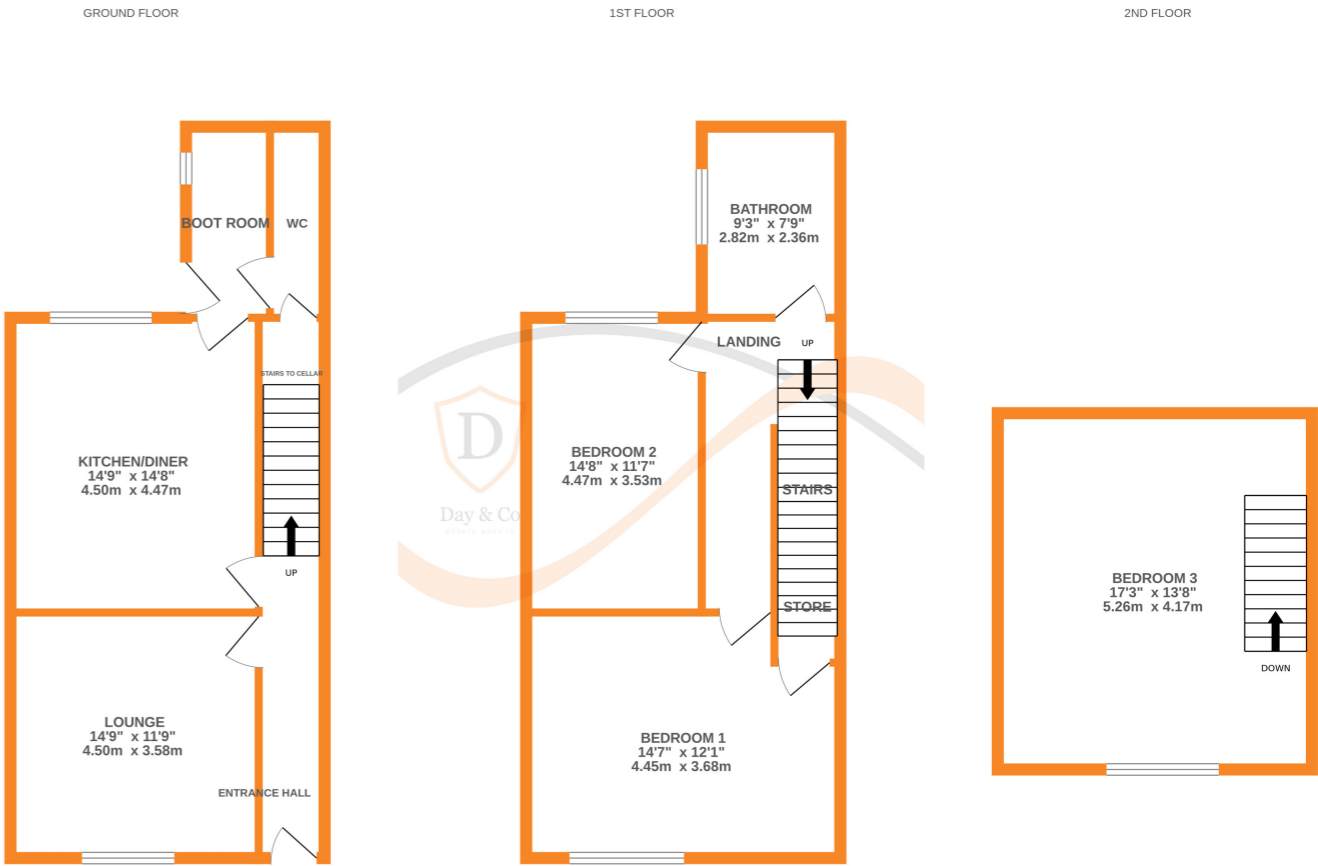 GROUND FLOOR
BOOT ROOM
WC
STAIRS TO CELLAR
KITCHEN/DINER
14'9" x 14'8"
4.50m x 4.47m
UP
LOUNGE
14'9" x 11'9"
4.50m x 3.58m
ENTRANCE HALL
1ST FLOOR
BATHROOM
9'3" x 7'9"
2.82m x 2.36m
LANDING
UP
BEDROOM 2
14'8" x 11'7"
4.47m x 3.53m
STAIRS
STORE
BEDROOM 1
14'7" x 12'1"
4.45m x 3.68m
D
Day & Co
2ND FLOOR
BEDROOM 3
17'3" x 13'8"
5.26m x 4.17m
DOWN